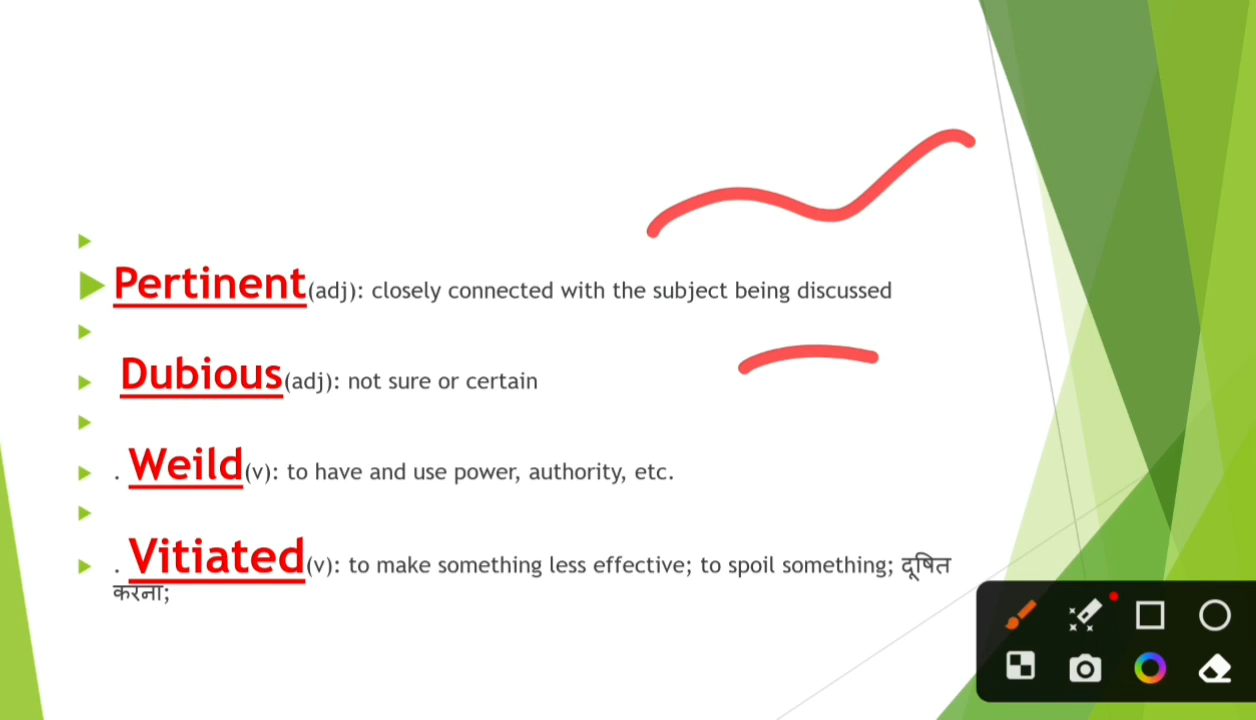 Pertinent(adj): closely connected with the subject being discussed
Dubious(adj): not sure or certain
. Weild(v): to have and use power, authority, etc.
. Vitiated(v): to make something less effective; to spoil something; दूषित
करना;